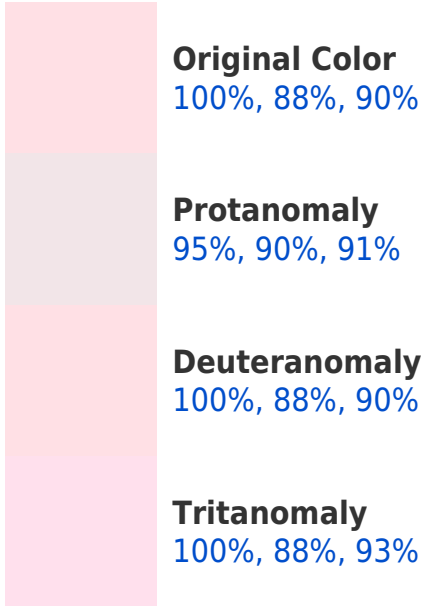 Original Color
100%, 88%, 90%
Protanomaly
95%, 90%, 91%
Deuteranomaly
100%, 88%, 90%
Tritanomaly
100%, 88%, 93%